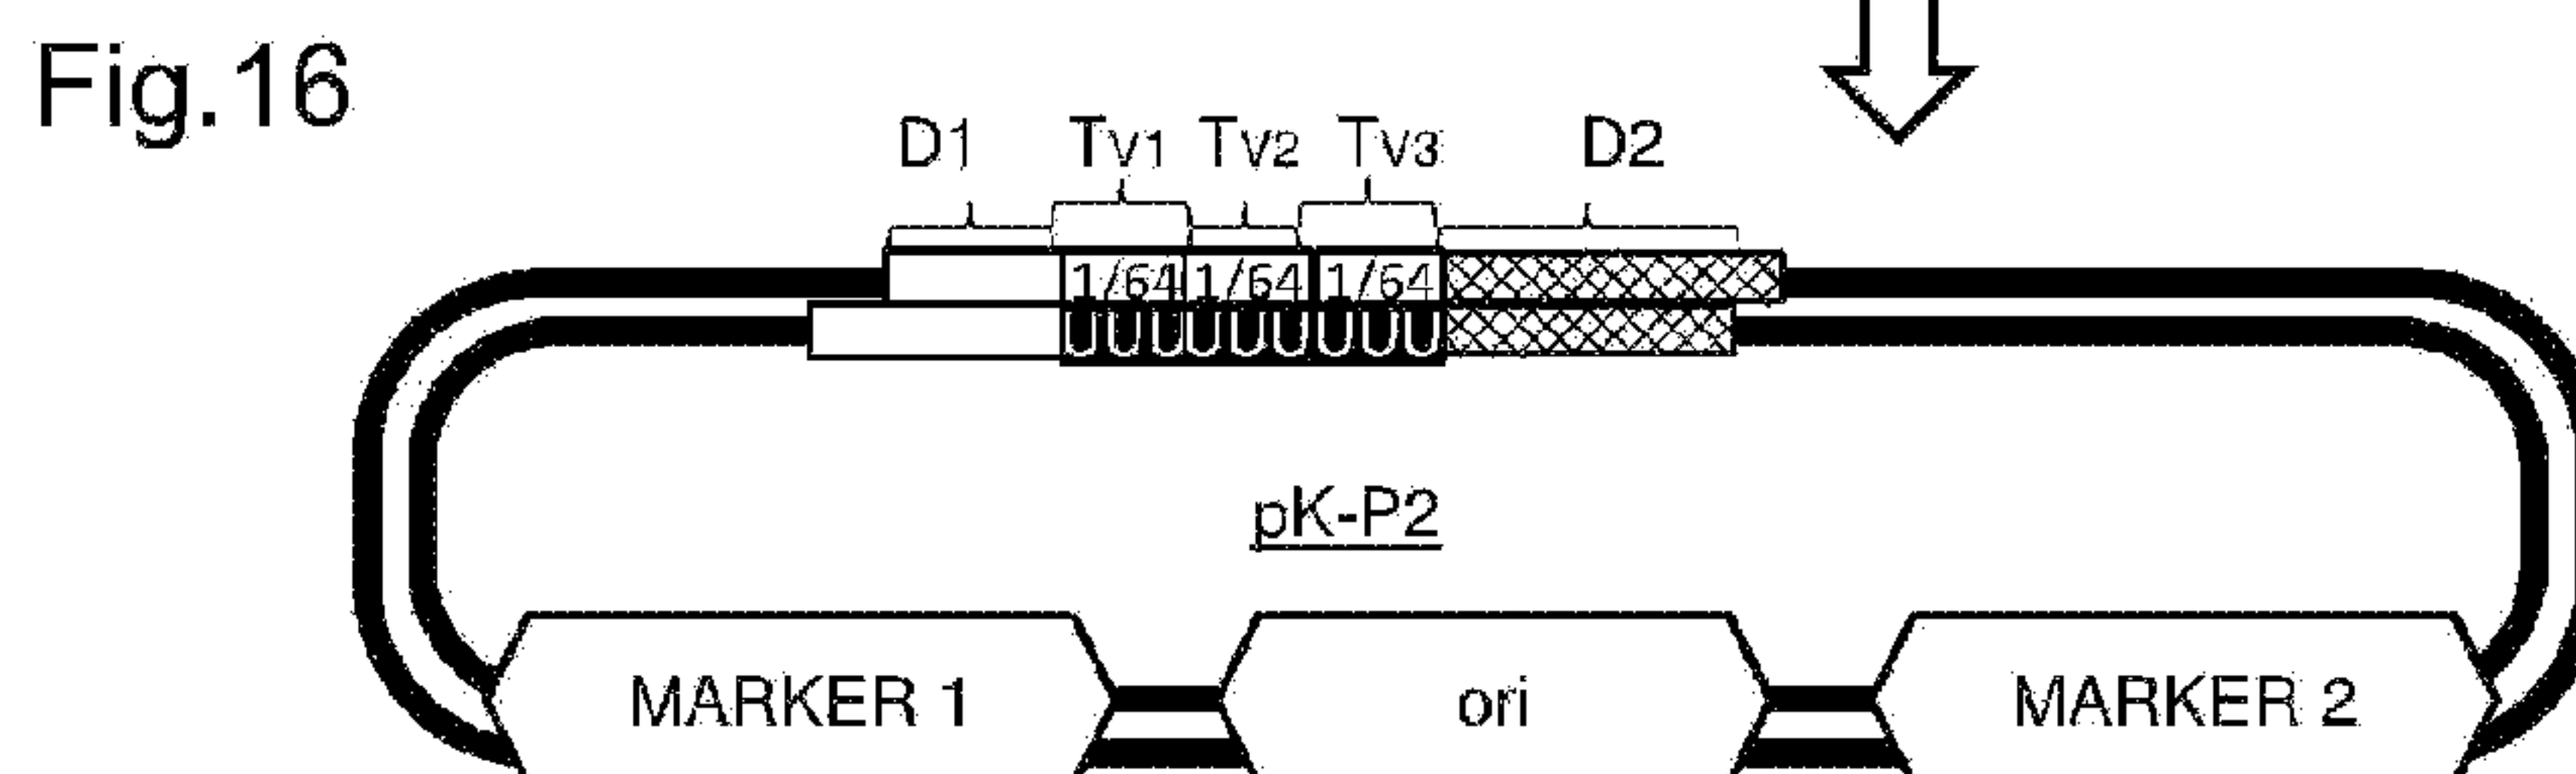 Fig.16
D1 TV1 TV2 TV3 D2
1/64 1/64 1/64
pK-P2
MARKER 1 ori MARKER 2